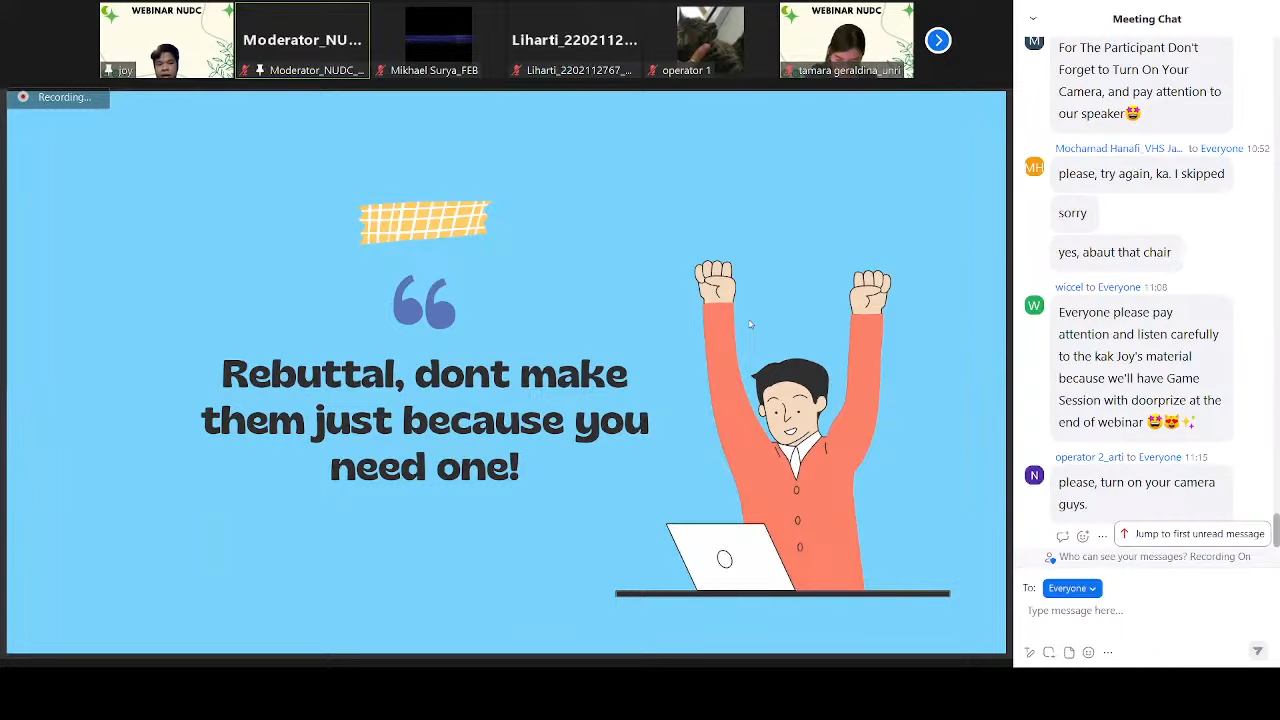 WEBINAR NUDC
joy
Moderator_NU...
Moderator_NUDC_...
Mikhael Surya_FEB
Liharti_2202112...
Liharti_2202112767_...
operator 1
WEBINAR NUDC
tamara geraldina_unri
Recording...
“
Rebuttal, dont make
them just because you
need one!
Meeting Chat
M
For The Participant Don't
Forget to Turn On Your
Camera, and pay attention to
our speaker🤩
Mochamad Hanafi_VHS Ja... to Everyone 10:52
MH
please, try again, ka. I skipped
sorry
yes, abaut that chair
wiccel to Everyone 11:08
W
Everyone please pay
attention and listen carefully
to the kak Joy's material
because we'll have Game
Session with doorprize at the
end of webinar 🤩😍✨
operator 2_arti to Everyone 11:15
N
please, turn on your camera
guys.
Jump to first unread message
Who can see your messages? Recording On
To: Everyone
Type message here...